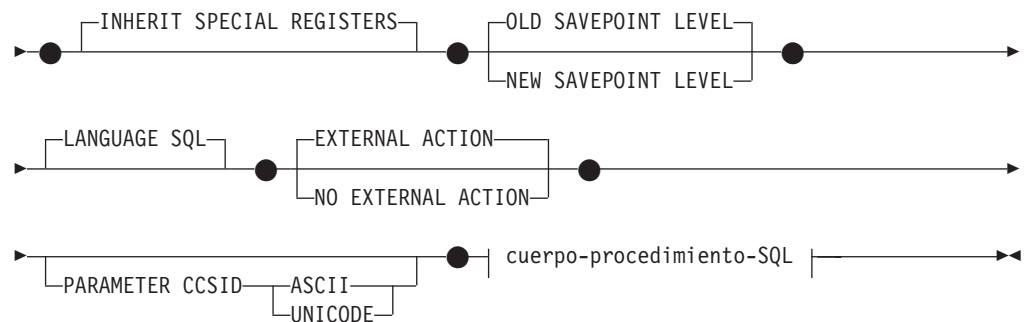 INHERIT SPECIAL REGISTERS
OLD SAVEPOINT LEVEL
NEW SAVEPOINT LEVEL
LANGUAGE SQL
EXTERNAL ACTION
NO EXTERNAL ACTION
cuerpo-procedimiento-SQL
PARAMETER CCSID
ASCII
UNICODE